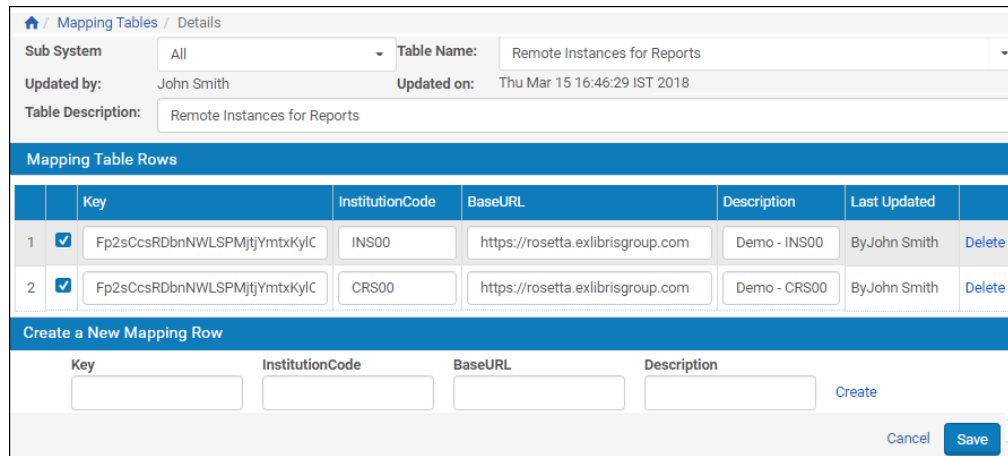 / Mapping Tables / Details
Sub System All Table Name: Remote Instances for Reports
Updated by: John Smith Updated on: Thu Mar 15 16:46:29 IST 2018
Table Description: Remote Instances for Reports
Mapping Table Rows
Key InstitutionCode BaseURL Description Last Updated
1 Fp2sCcsRDbnNWLSPMjtjYmtxKylC INS00 https://rosetta.exlibrisgroup.com Demo - INS00 ByJohn Smith Delete
2 Fp2sCcsRDbnNWLSPMjtjYmtxKylC CRS00 https://rosetta.exlibrisgroup.com Demo - CRS00 ByJohn Smith Delete
Create a New Mapping Row
Key InstitutionCode BaseURL Description
Create
Cancel Save